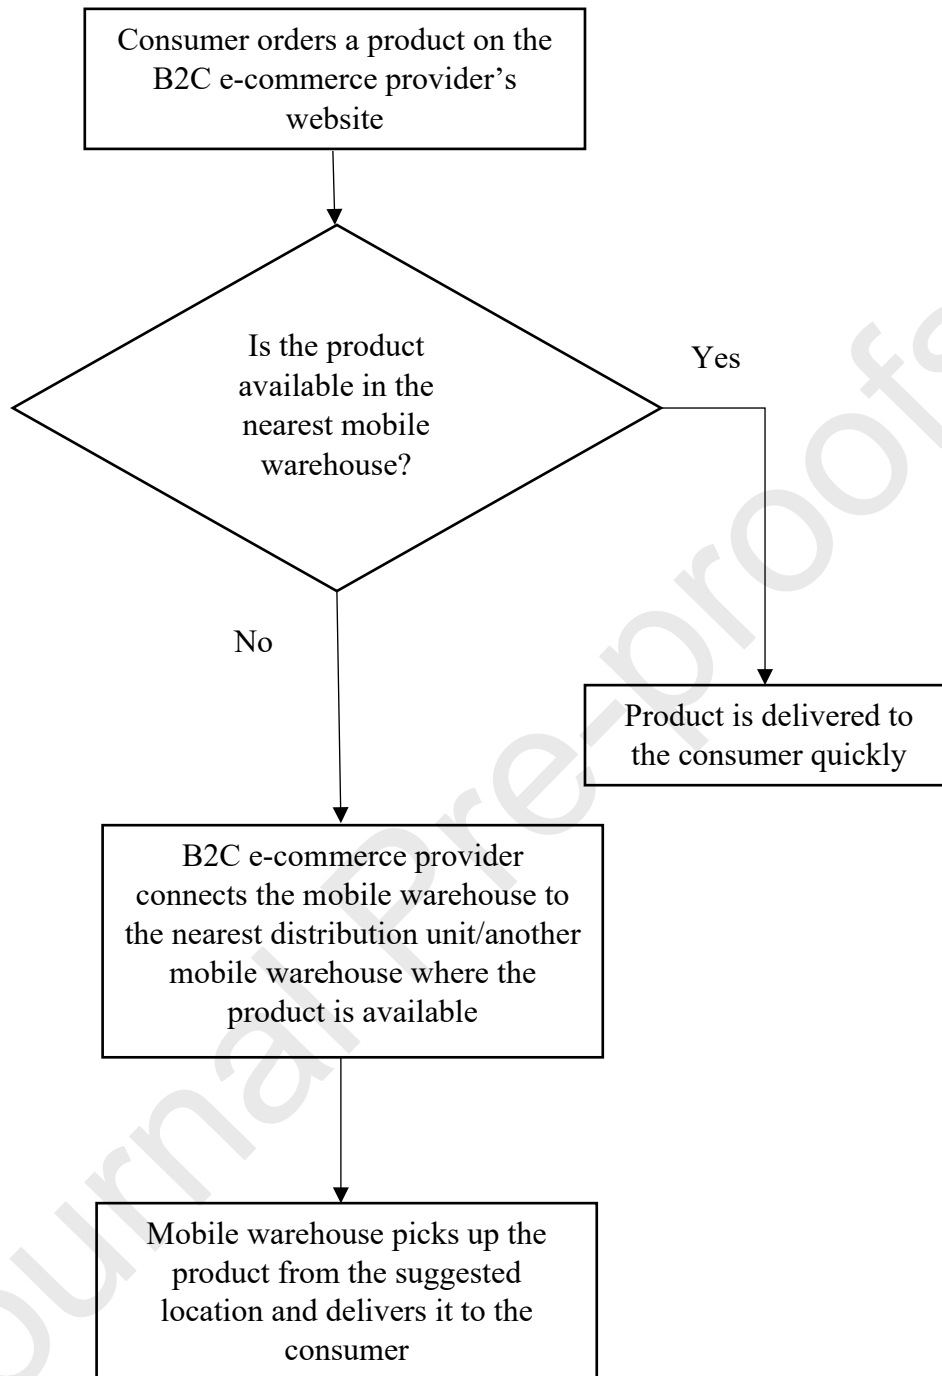 Consumer orders a product on the
B2C e-commerce provider’s
website
Is the product
available in the
nearest mobile
warehouse?
Yes
No
Product is delivered to
the consumer quickly
B2C e-commerce provider
connects the mobile warehouse to
the nearest distribution unit/another
mobile warehouse where the
product is available
Mobile warehouse picks up the
product from the suggested
location and delivers it to the
consumer
ournal Pre-proofs